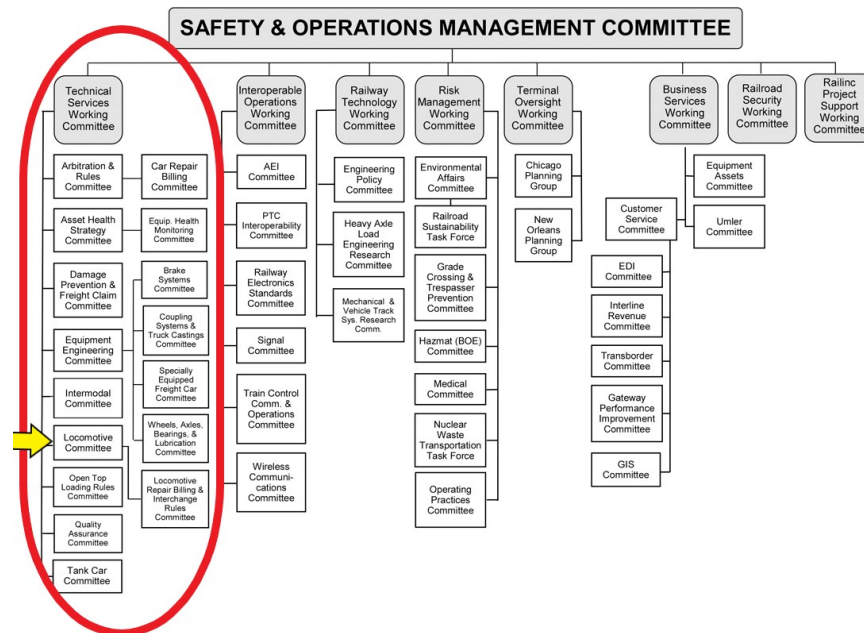 SAFETY & OPERATIONS MANAGEMENT COMMITTEE
Technical
Services
Working
Committee
Interoperable
Operations
Working
Committee
Railway
Technology
Working
Committee
Risk
Management
Working
Committee
Terminal
Oversight
Working
Committee
Business
Services
Working
Committee
Railroad
Security
Working
Committee
Railinc
Project
Support
Working
Committee
Arbitration &
Rules
Committee
Car Repair
Billing
Committee
Asset Health
Strategy
Committee
Equip. Health
Monitoring
Committee
Damage
Prevention &
Freight Claim
Committee
Brake
Systems
Committee
Equipment
Engineering
Committee
Coupling Systems
& Truck Castings
Committee
Intermodal
Committee
Specially
Equipped
Freight Car
Committee
Locomotive
Committee
Wheels, Axles,
Bearings, &
Lubrication
Committee
Open Top
Loading Rules
Committee
Locomotive
Repair Billing &
Interchange
Rules
Committee
Quality
Assurance
Committee
Tank Car
Committee
AEI
Committee
PTC
Interoperability
Committee
Railway
Electronics
Standards
Committee
Signal
Committee
Train Control
Comm. &
Operations
Committee
Wireless
Communi-
cations
Committee
Engineering
Policy
Committee
Heavy Axle
Load
Engineering
Research
Committee
Mechanical &
Vehicle Track
Sys. Research
Comm.
Environmental
Affairs
Committee
Railroad
Sustainability
Task Force
Grade
Crossing &
Trespasser
Prevention
Committee
Hazmat (BOE)
Committee
Medical
Committee
Nuclear
Waste
Transportation
Task Force
Operating
Practices
Committee
Chicago
Planning
Group
New
Orleans
Planning
Group
Equipment
Assets
Committee
Customer
Service
Committee
Umler
Committee
EDI
Committee
Interline
Revenue
Committee
Transborder
Committee
Gateway
Performance
Improvement
Committee
GIS
Committee